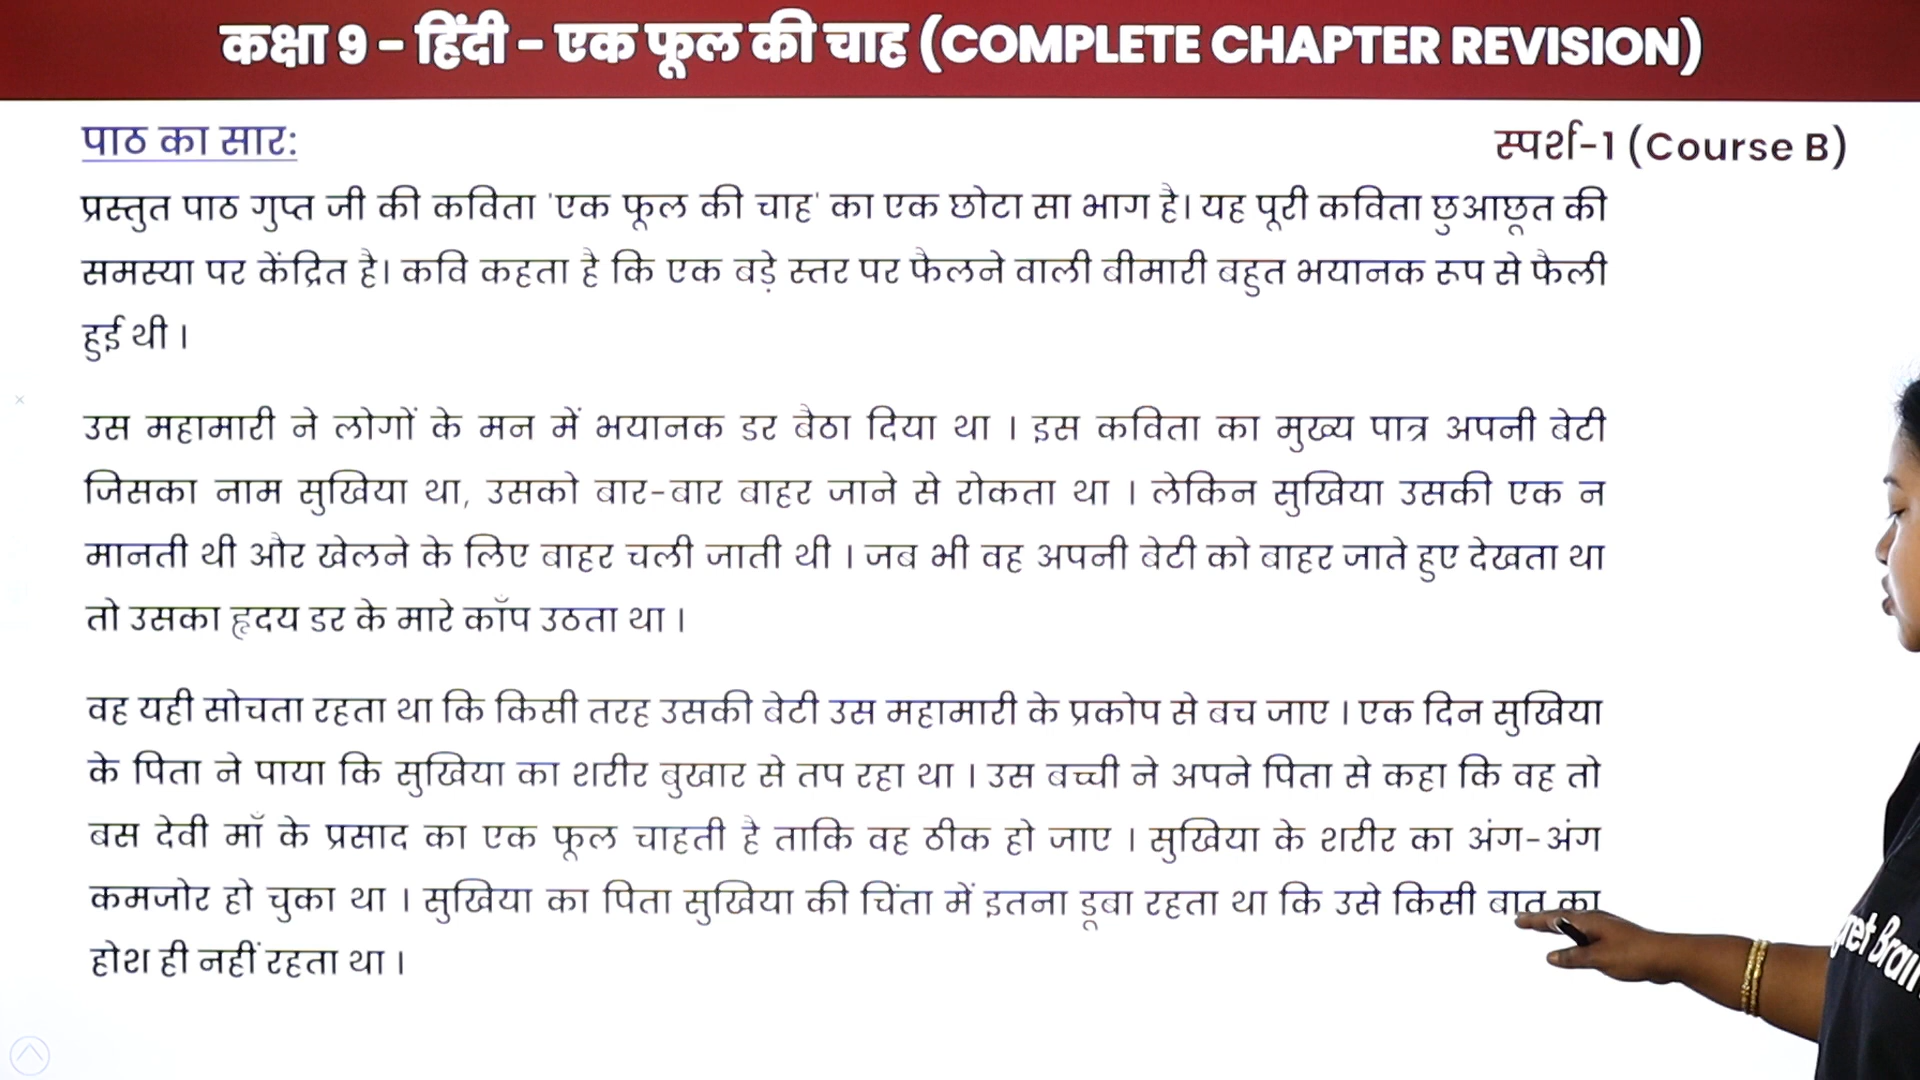 कक्षा 9 – हिंदी – एक फूल की चाह (COMPLETE CHAPTER REVISION)
पाठ का सार:
स्पर्श-1 (Course B)
प्रस्तुत पाठ गुप्त जी की कविता 'एक फूल की चाह' का एक छोटा सा भाग है। यह पूरी कविता छुआछूत की
समस्या पर केंद्रित है। कवि कहता है कि एक बड़े स्तर पर फैलने वाली बीमारी बहुत भयानक रूप से फैली
हुई थी ।
उस महामारी ने लोगों के मन में भयानक डर बैठा दिया था । इस कविता का मुख्य पात्र अपनी बेटी
जिसका नाम सुखिया था, उसको बार-बार बाहर जाने से रोकता था । लेकिन सुखिया उसकी एक न
मानती थी और खेलने के लिए बाहर चली जाती थी । जब भी वह अपनी बेटी को बाहर जाते हुए देखता था
तो उसका हृदय डर के मारे काँप उठता था ।
वह यही सोचता रहता था कि किसी तरह उसकी बेटी उस महामारी के प्रकोप से बच जाए । एक दिन सुखिया
के पिता ने पाया कि सुखिया का शरीर बुखार से तप रहा था । उस बच्ची ने अपने पिता से कहा कि वह तो
बस देवी माँ के प्रसाद का एक फूल चाहती है ताकि वह ठीक हो जाए । सुखिया के शरीर का अंग-अंग
कमजोर हो चुका था । सुखिया का पिता सुखिया की चिंता में इतना डूबा रहता था कि उसे किसी बात का
होश ही नहीं रहता था ।